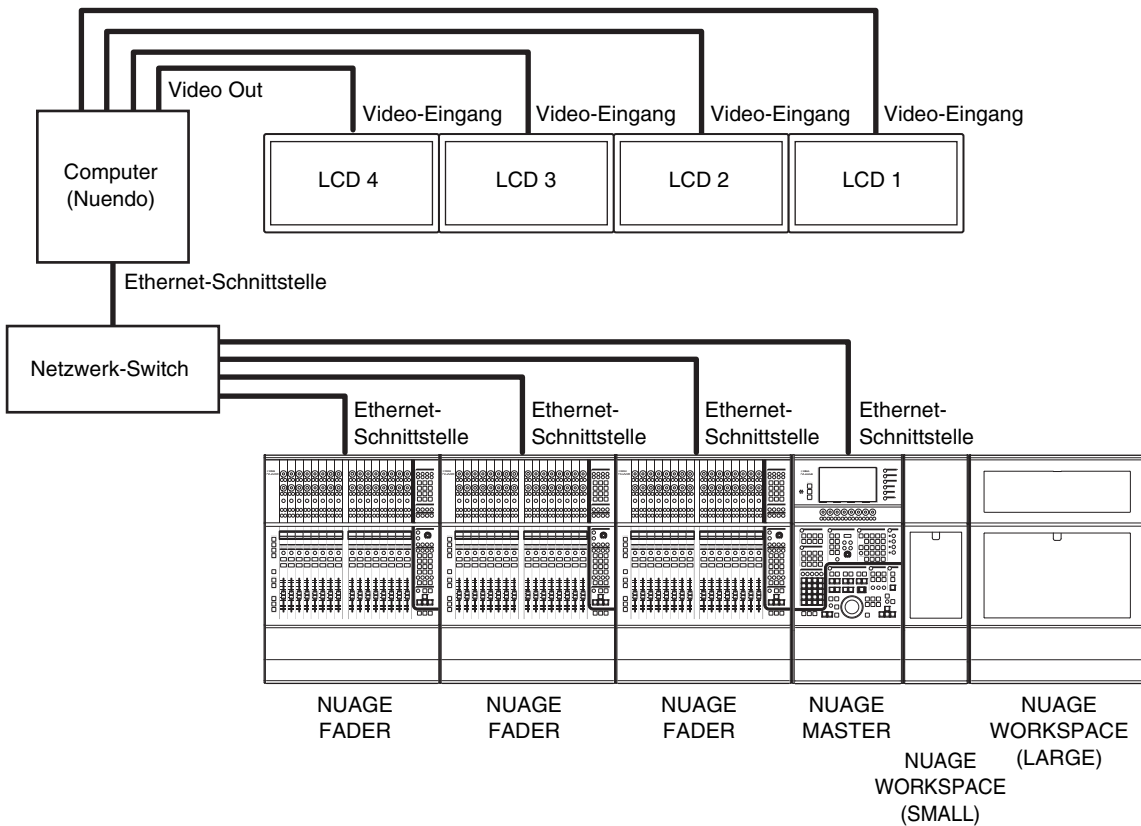 Video Out
Video-Eingang
Video-Eingang
Video-Eingang
Video-Eingang
Computer
(Nuendo)
LCD 4
LCD 3
LCD 2
LCD 1
Ethernet-Schnittstelle
Netzwerk-Switch
Ethernet-
Schnittstelle
Ethernet-
Schnittstelle
Ethernet-
Schnittstelle
Ethernet-
Schnittstelle
NUAGE
FADER
NUAGE
FADER
NUAGE
FADER
NUAGE
MASTER
NUAGE
WORKSPACE
(SMALL)
NUAGE
WORKSPACE
(LARGE)